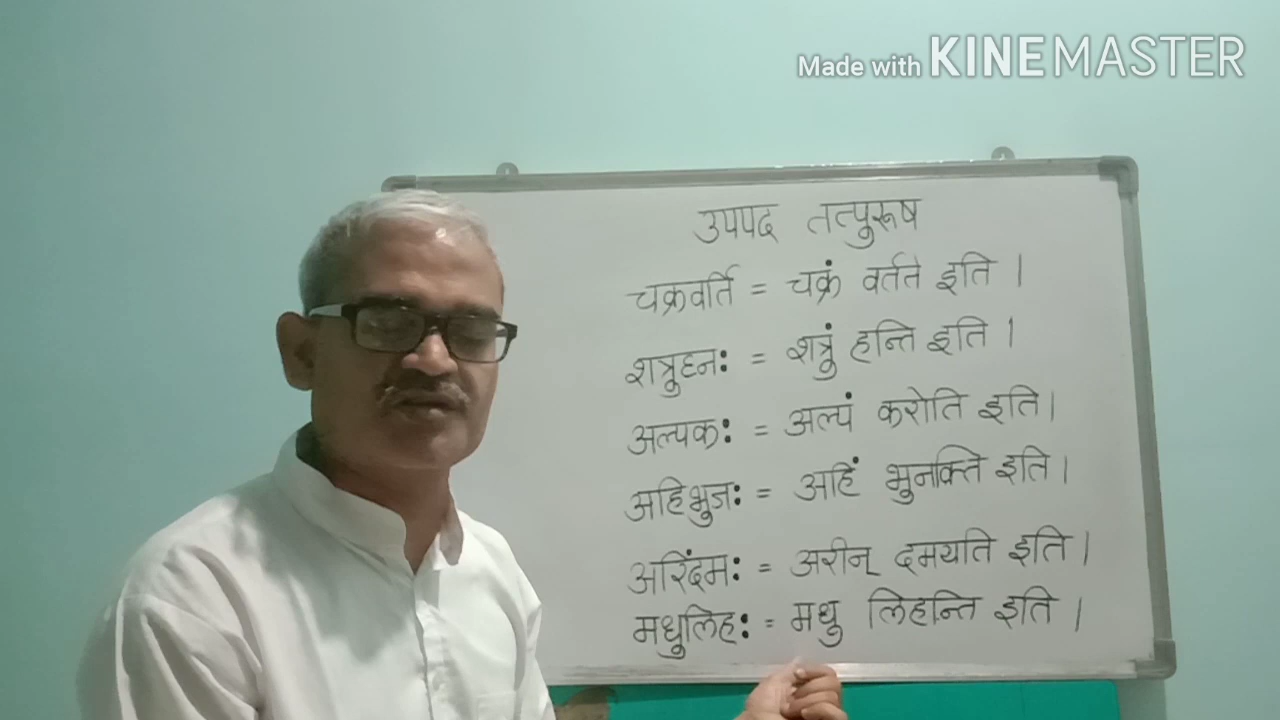 Made with KINEMASTER
उपपद तत्पुरूष
चक्रवर्ति = चक्रं वर्तते इति ।
शत्रुघ्नः = शत्रुं हन्ति इति ।
अल्पकः = अल्पं करोति इति।
अहिभुजः = अहिं भुनक्ति इति।
अरिंदमः = अरीन् दमयति इति।
मधुलिहः = मधु लिहन्ति इति ।